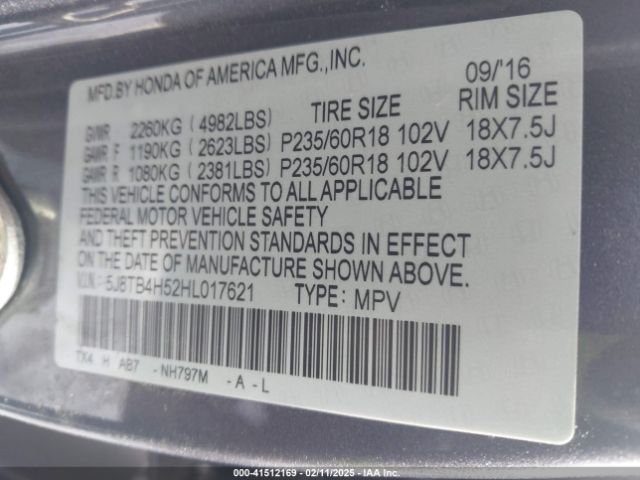 MFD.BY HONDA OF AMERICA MFG.,INC. 09/'16
TIRE SIZE RIM SIZE
GVWR 2260KG ( 4982LBS)
GAWR F 1190KG ( 2623LBS) P235/60R18 102V 18X7.5J
GAWR R 1080KG ( 2381LBS) P235/60R18 102V 18X7.5J
THIS VEHICLE CONFORMS TO ALL APPLICABLE
FEDERAL MOTOR VEHICLE SAFETY
AND THEFT PREVENTION STANDARDS IN EFFECT
ON THE DATE OF MANUFACTURE SHOWN ABOVE.
V.I.N.: 5J8TB4H52HL017621 TYPE: MPV
TX4 H AB7 - NH797M - A - L
000-41512169 - 02/11/2025 - IAA Inc.